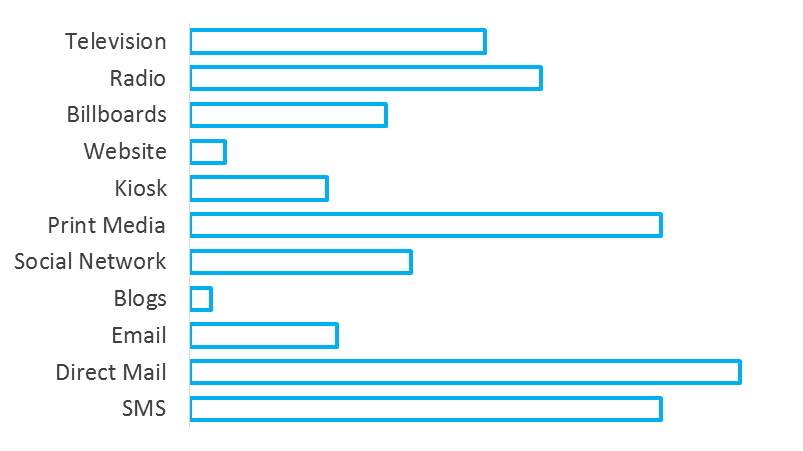 Television
Radio
Billboards
Website
Kiosk
Print Media
Social Network
Blogs
Email
Direct Mail
SMS